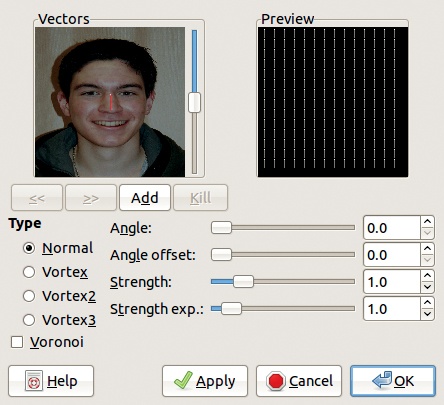 Vectors
Preview
<<
>>
Add
Kill
Type
Normal
Vortex
Vortex2
Vortex3
Voronoi
Angle:
0.0
Angle offset:
0.0
Strength:
1.0
Strength exp.:
1.0
Help
Apply
Cancel
OK